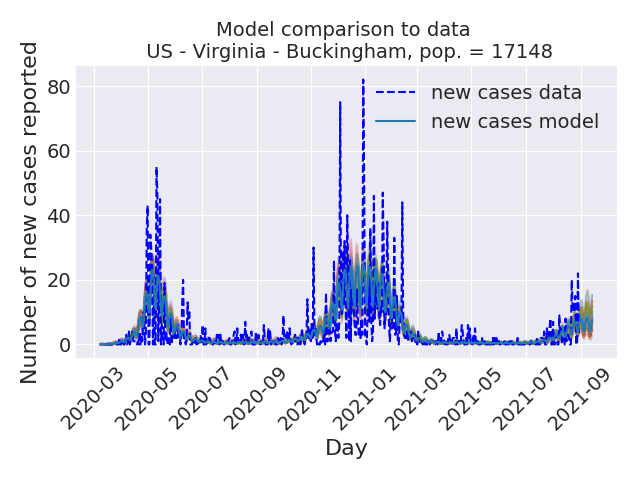 Model comparison to data
US - Virginia - Buckingham, pop. = 17148
Number of new cases reported
80
60
40
20
0
new cases data
new cases model
2020-03
2020-05
2020-07
2020-09
2020-11
2021-01
2021-03
2021-05
2021-07
2021-09
Day